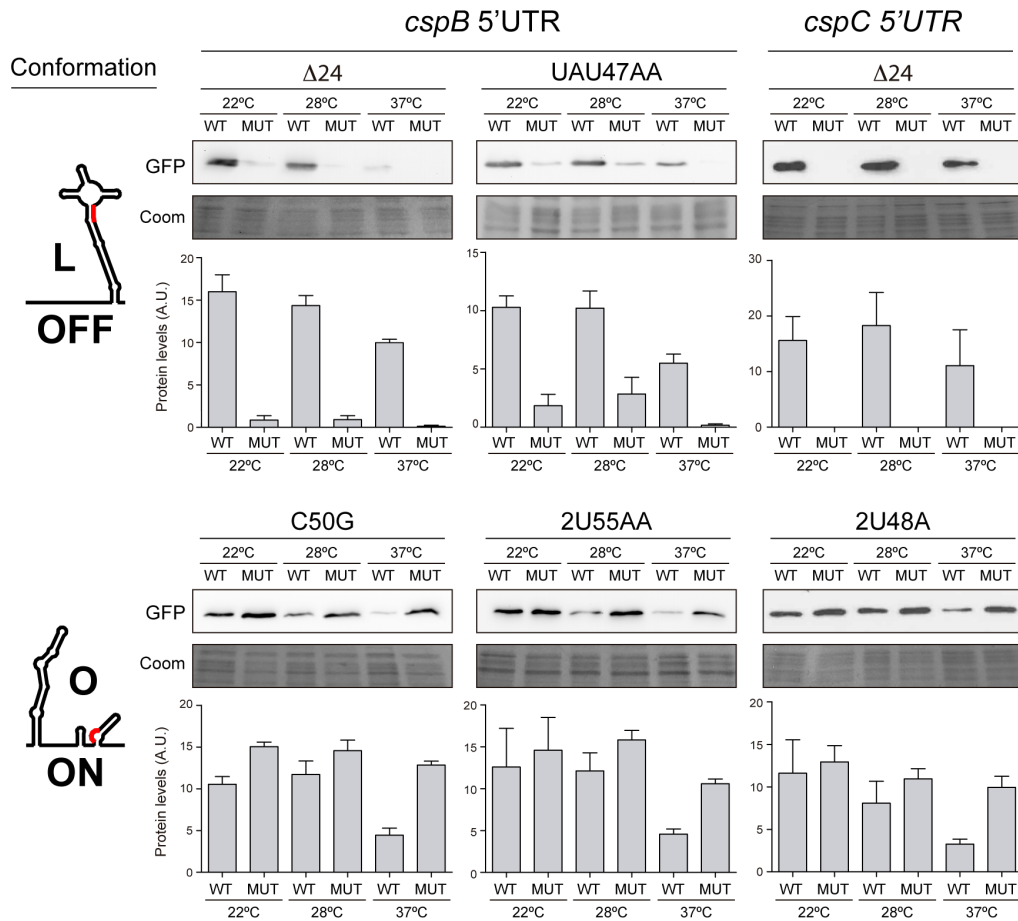 cspB 5’UTR cspC 5’UTR
Conformation
Δ24 UAU47AA Δ24
22ºC 28ºC 37ºC 22ºC 28ºC 37ºC 22ºC 28ºC 37ºC
WT MUT WT MUT WT MUT WT MUT WT MUT WT MUT WT MUT WT MUT WT MUT
GFP
Coom
L
OFF
Protein levels (A.U.)
20 15 30
15 10 20
10 5 10
5 0 0
0
WT MUT WT MUT WT MUT WT MUT WT MUT WT MUT WT MUT WT MUT WT MUT
22ºC 28ºC 37ºC 22ºC 28ºC 37ºC 22ºC 28ºC 37ºC
C50G 2U55AA 2U48A
22ºC 28ºC 37ºC 22ºC 28ºC 37ºC 22ºC 28ºC 37ºC
WT MUT WT MUT WT MUT WT MUT WT MUT WT MUT WT MUT WT MUT WT MUT
GFP
Coom
O
ON
Protein levels (A.U.)
20 20 20
15 15 15
10 10 10
5 5 5
0 0 0
WT MUT WT MUT WT MUT WT MUT WT MUT WT MUT WT MUT WT MUT WT MUT
22ºC 28ºC 37ºC 22ºC 28ºC 37ºC 22ºC 28ºC 37ºC